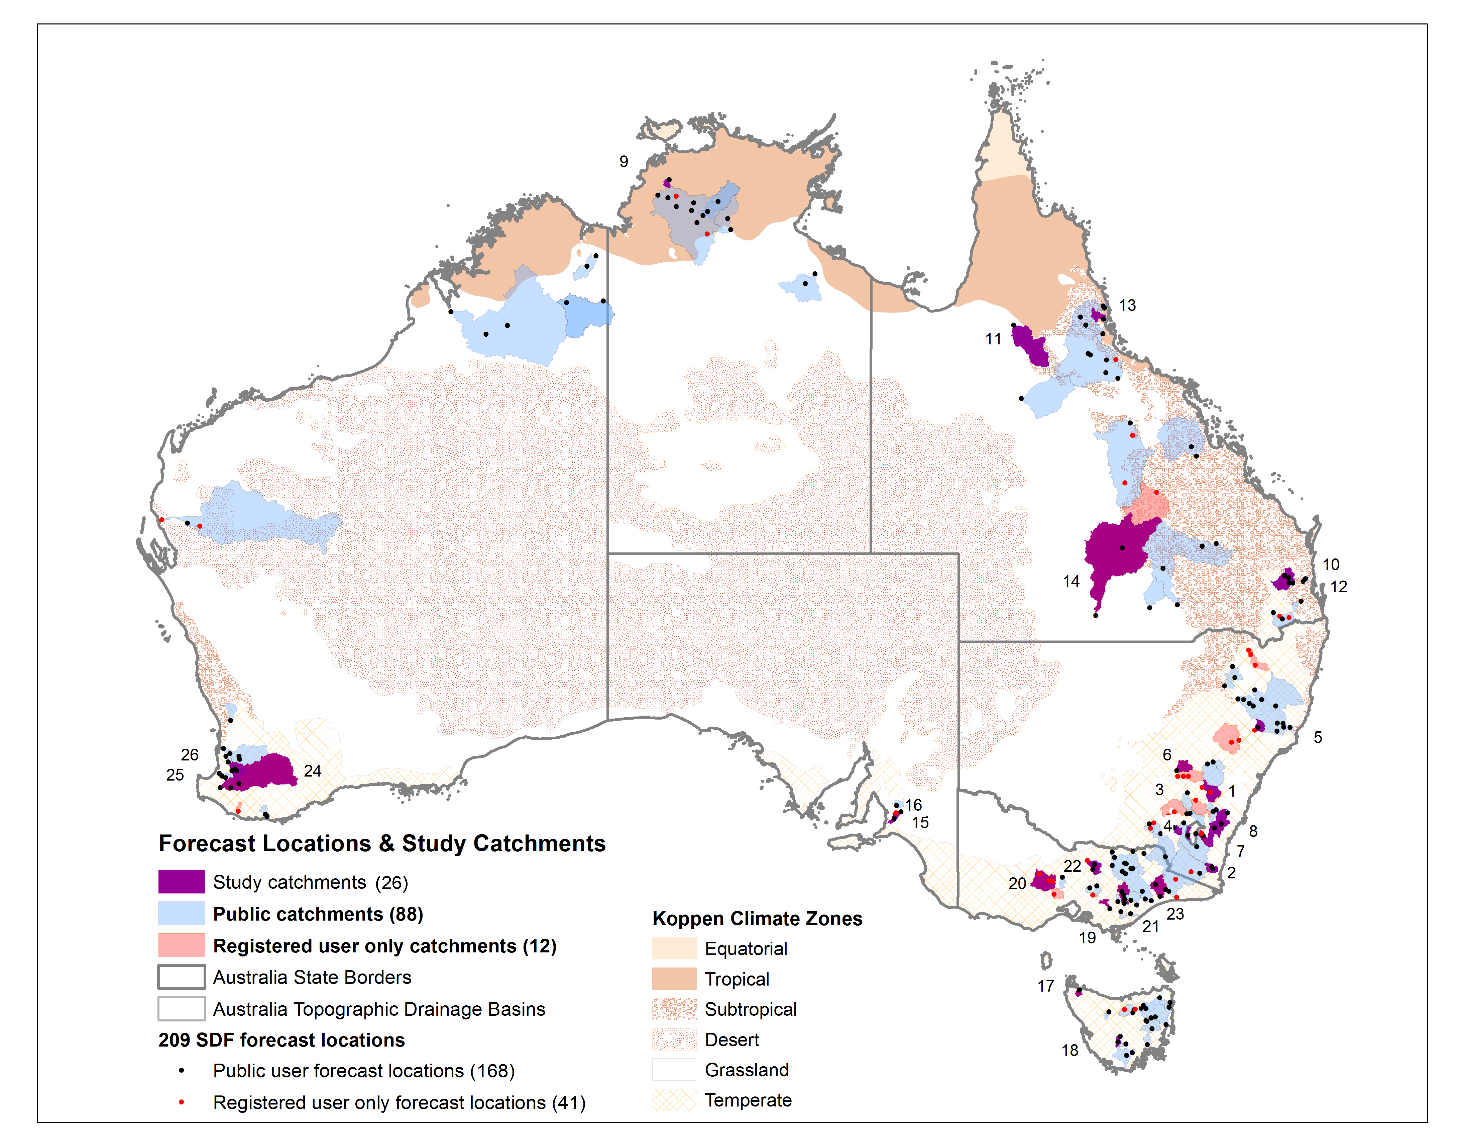 9
13
11
14
10
12
5
6
3
1
4
8
7
2
26
25
24
16
15
22
20
23
21
19
17
18
Forecast Locations & Study Catchments
Study catchments (26)
Public catchments (88)
Registered user only catchments (12)
Australia State Borders
Australia Topographic Drainage Basins
209 SDF forecast locations
Public user forecast locations (168)
Registered user only forecast locations (41)
Koppen Climate Zones
Equatorial
Tropical
Subtropical
Desert
Grassland
Temperate